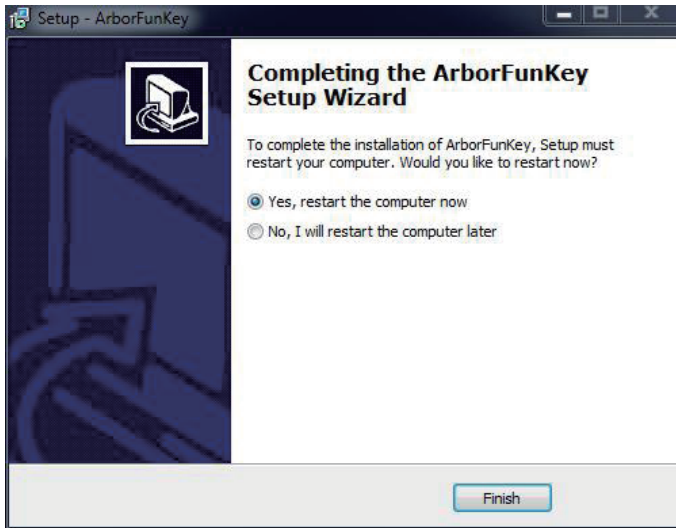 Setup - ArborFunKey
Completing the ArborFunKey
Setup Wizard
To complete the installation of ArborFunKey, Setup must
restart your computer. Would you like to restart now?
Yes, restart the computer now
No, I will restart the computer later
Finish